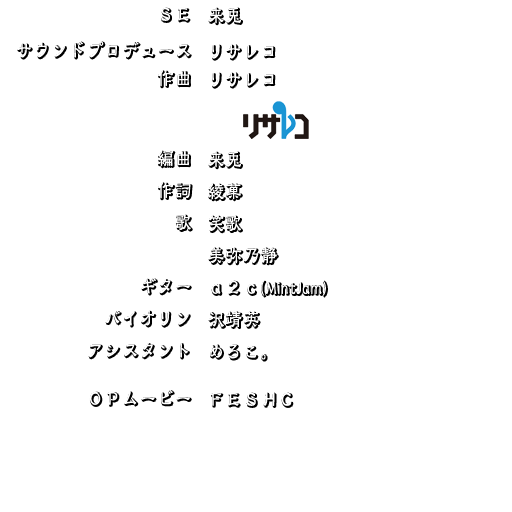 ＳＥ 来兎
サウンドプロデュース リサレコ
作曲 リサレコ
リサレコ
編曲 来兎
作詞 綾菓
歌 笑歌
美弥乃静
ギター ａ２ｃ(MintJam)
バイオリン 沢靖英
アシスタント めろこ。
ＯＰムービー ＦＥＳＨＣ